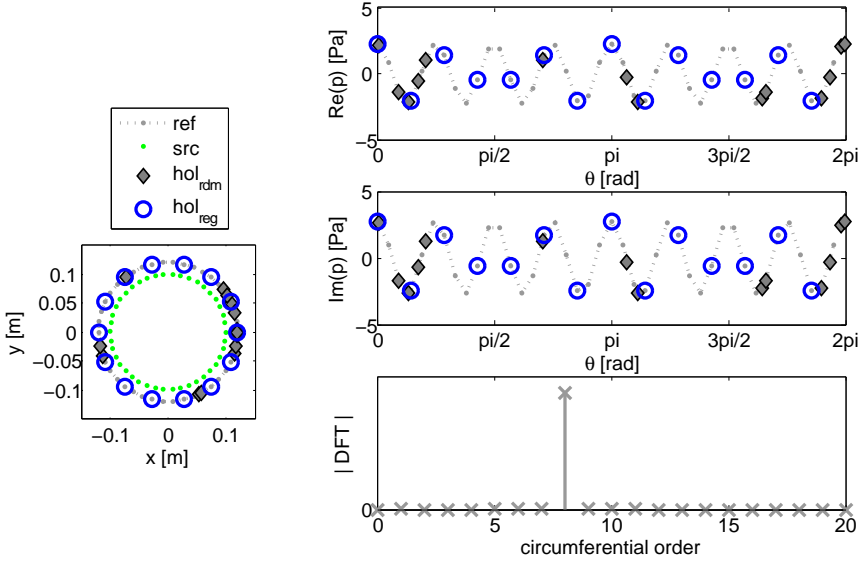 ref
src
hol_rdm
hol_reg
0.1
0.05
0
−0.05
−0.1
y [m]
−0.1 0 0.1
x [m]
5
0
−5
Re(p) [Pa]
0 pi/2 pi 3pi/2 2pi
θ [rad]
5
0
−5
Im(p) [Pa]
0 pi/2 pi 3pi/2 2pi
θ [rad]
0
| DFT |
0 5 10 15 20
circumferential order